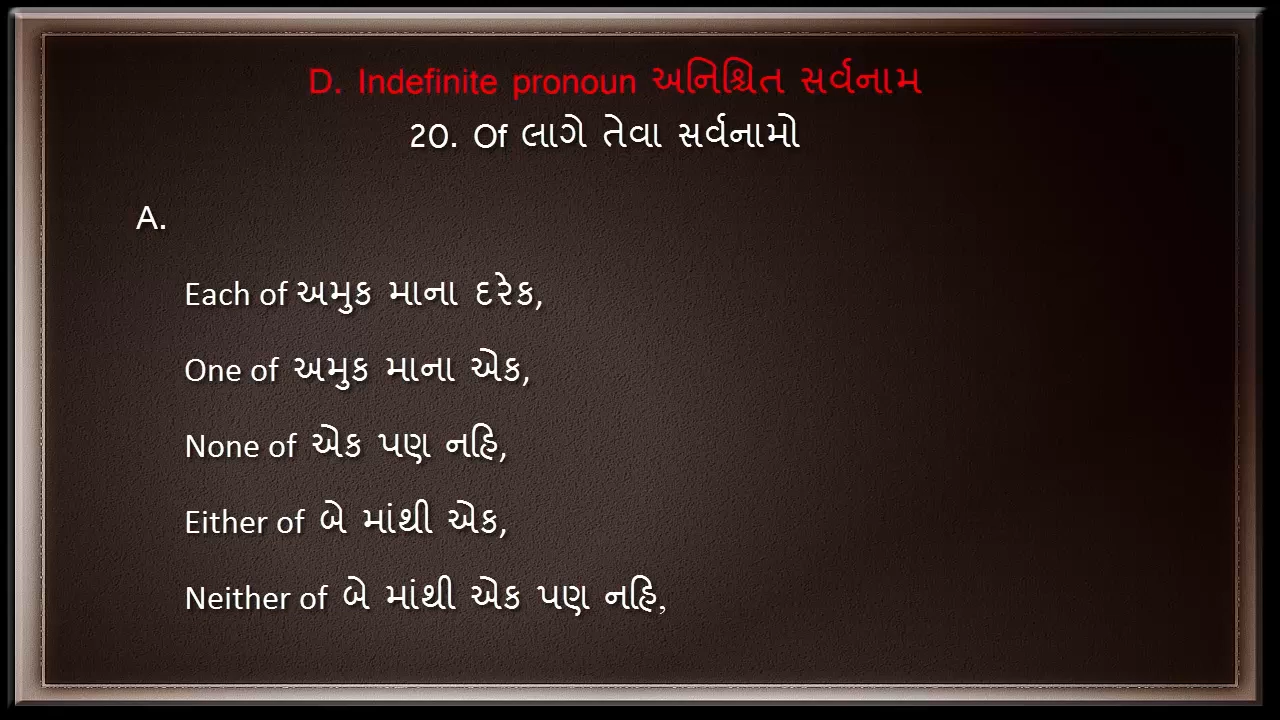 D. Indefinite pronoun અનિશ્ચિત સર્વનામ
20. Of લાગે તેવા સર્વનામો
A.
Each of અમુક માના દરેક,
One of અમુક માના એક,
None of એક પણ નહિ,
Either of બે માંથી એક,
Neither of બે માંથી એક પણ નહિ,